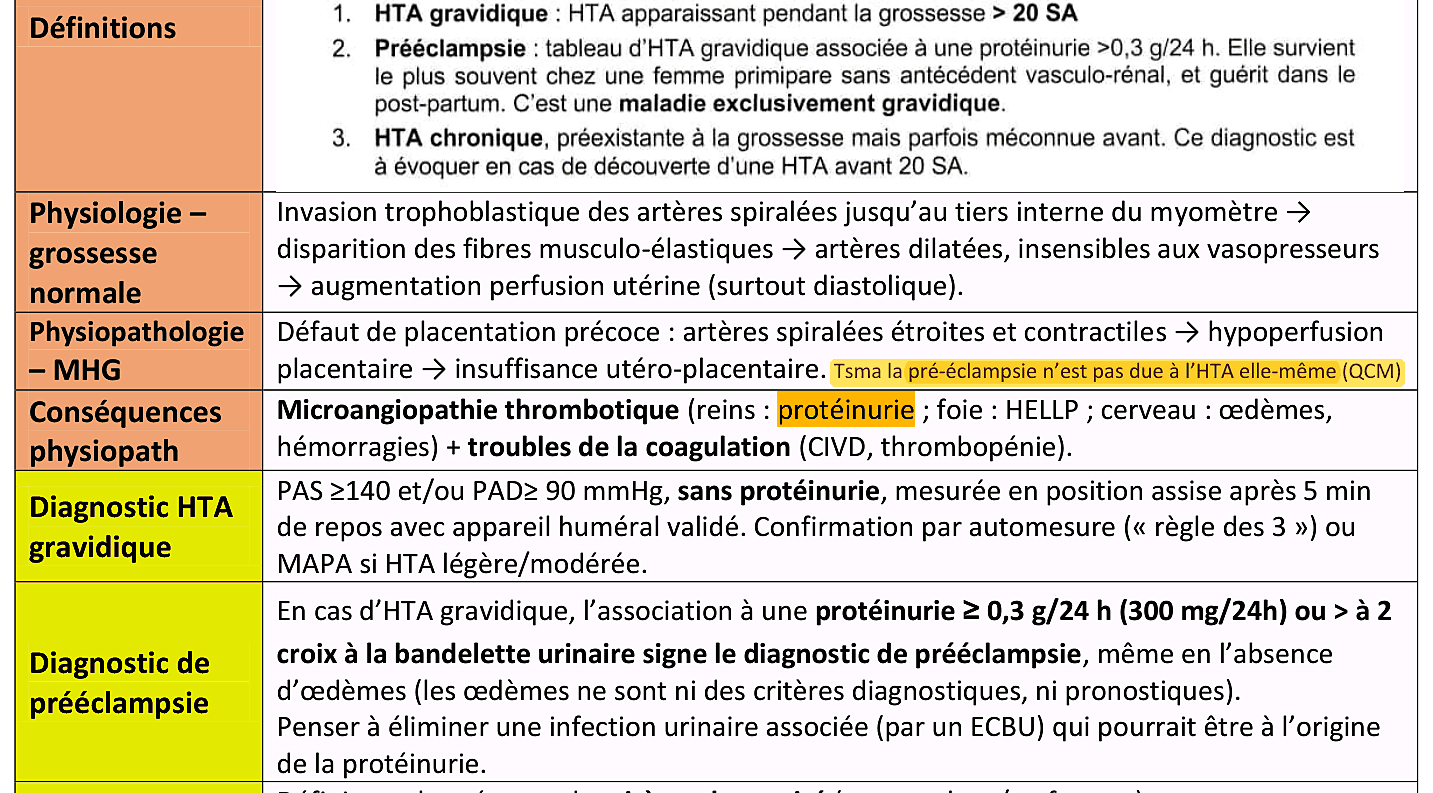 Définitions
1. HTA gravidique : HTA apparaissant pendant la grossesse > 20 SA
2. Prééclampsie : tableau d’HTA gravidique associée à une protéinurie >0,3 g/24 h. Elle survient
le plus souvent chez une femme primipare sans antécédent vasculo-rénal, et guérit dans le
post-partum. C’est une maladie exclusivement gravidique.
3. HTA chronique, préexistante à la grossesse mais parfois méconnue avant. Ce diagnostic est
à évoquer en cas de découverte d’une HTA avant 20 SA.
Physiologie –
grossesse
normale
Invasion trophoblastique des artères spiralées jusqu’au tiers interne du myomètre →
disparition des fibres musculo-élastiques → artères dilatées, insensibles aux vasopresseurs
→ augmentation perfusion utérine (surtout diastolique).
Physiopathologie
– MHG
Défaut de placentation précoce : artères spiralées étroites et contractiles → hypoperfusion
placentaire → insuffisance utéro-placentaire. Tsma la pré-éclampsie n’est pas due à l’HTA elle-même (QCM)
Conséquences
physiopath
Microangiopathie thrombotique (reins : protéinurie ; foie : HELLP ; cerveau : œdèmes,
hémorragies) + troubles de la coagulation (CIVD, thrombopénie).
Diagnostic HTA
gravidique
PAS ≥140 et/ou PAD≥ 90 mmHg, sans protéinurie, mesurée en position assise après 5 min
de repos avec appareil huméral validé. Confirmation par automesure (« règle des 3 ») ou
MAPA si HTA légère/modérée.
Diagnostic de
prééclampsie
En cas d’HTA gravidique, l’association à une protéinurie ≥ 0,3 g/24 h (300 mg/24h) ou > à 2
croix à la bandelette urinaire signe le diagnostic de prééclampsie, même en l’absence
d’œdèmes (les œdèmes ne sont ni des critères diagnostiques, ni pronostiques).
Penser à éliminer une infection urinaire associée (par un ECBU) qui pourrait être à l’origine
de la protéinurie.